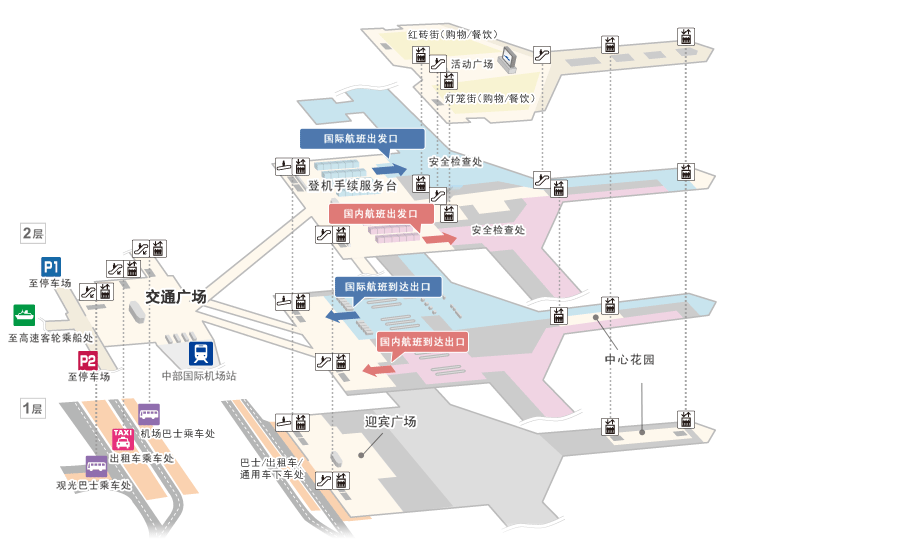 红砖街(购物/餐饮)
活动广场
灯笼街(购物/餐饮)
国际航班出发口
安全检查处
登机手续服务台
国内航班出发口
安全检查处
2层
P1
至停车场
交通广场
国际航班到达出口
至高速客轮乘船处
国内航班到达出口
P2
至停车场
中部国际机场站
中心花园
1层
机场巴士乘车处
迎宾广场
TAXI
出租车乘车处
巴士/出租车/
通用车下车处
观光巴士乘车处